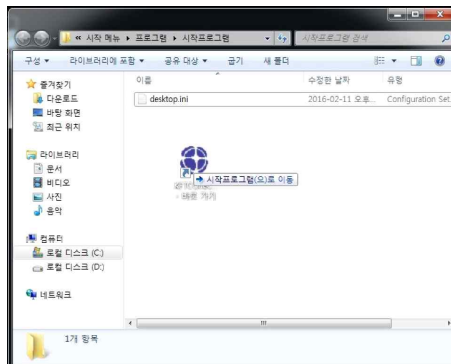 « 시작 메뉴 ▸ 프로그램 ▸ 시작프로그램
시작프로그램 검색
구성 ▾ 라이브러리에 포함 ▾ 공유 대상 ▾ 굽기 새 폴더
이름 수정한 날짜 유형
desktop.ini 2016-02-11 오후... Configuration Set
즐겨찾기
다운로드
바탕 화면
최근 위치
라이브러리
문서
비디오
사진
음악
컴퓨터
로컬 디스크 (C:)
로컬 디스크 (D:)
네트워크
시작프로그램(으)로 이동
- 바로 가기
1개 항목